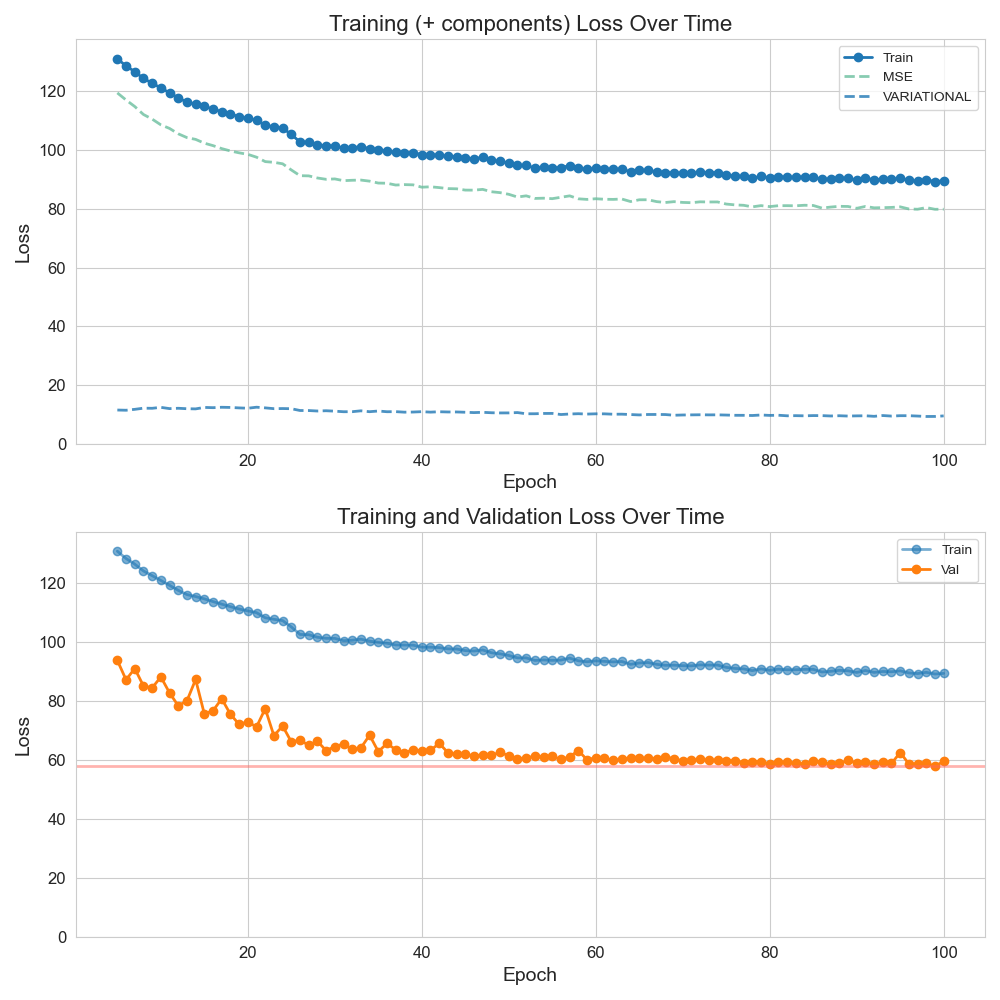 Training (+ components) Loss Over Time
Train
MSE
VARIATIONAL
120
100
80
60
40
20
0
Loss
20 40 60 80 100
Epoch
Training and Validation Loss Over Time
Train
Val
120
100
80
60
40
20
0
Loss
20 40 60 80 100
Epoch